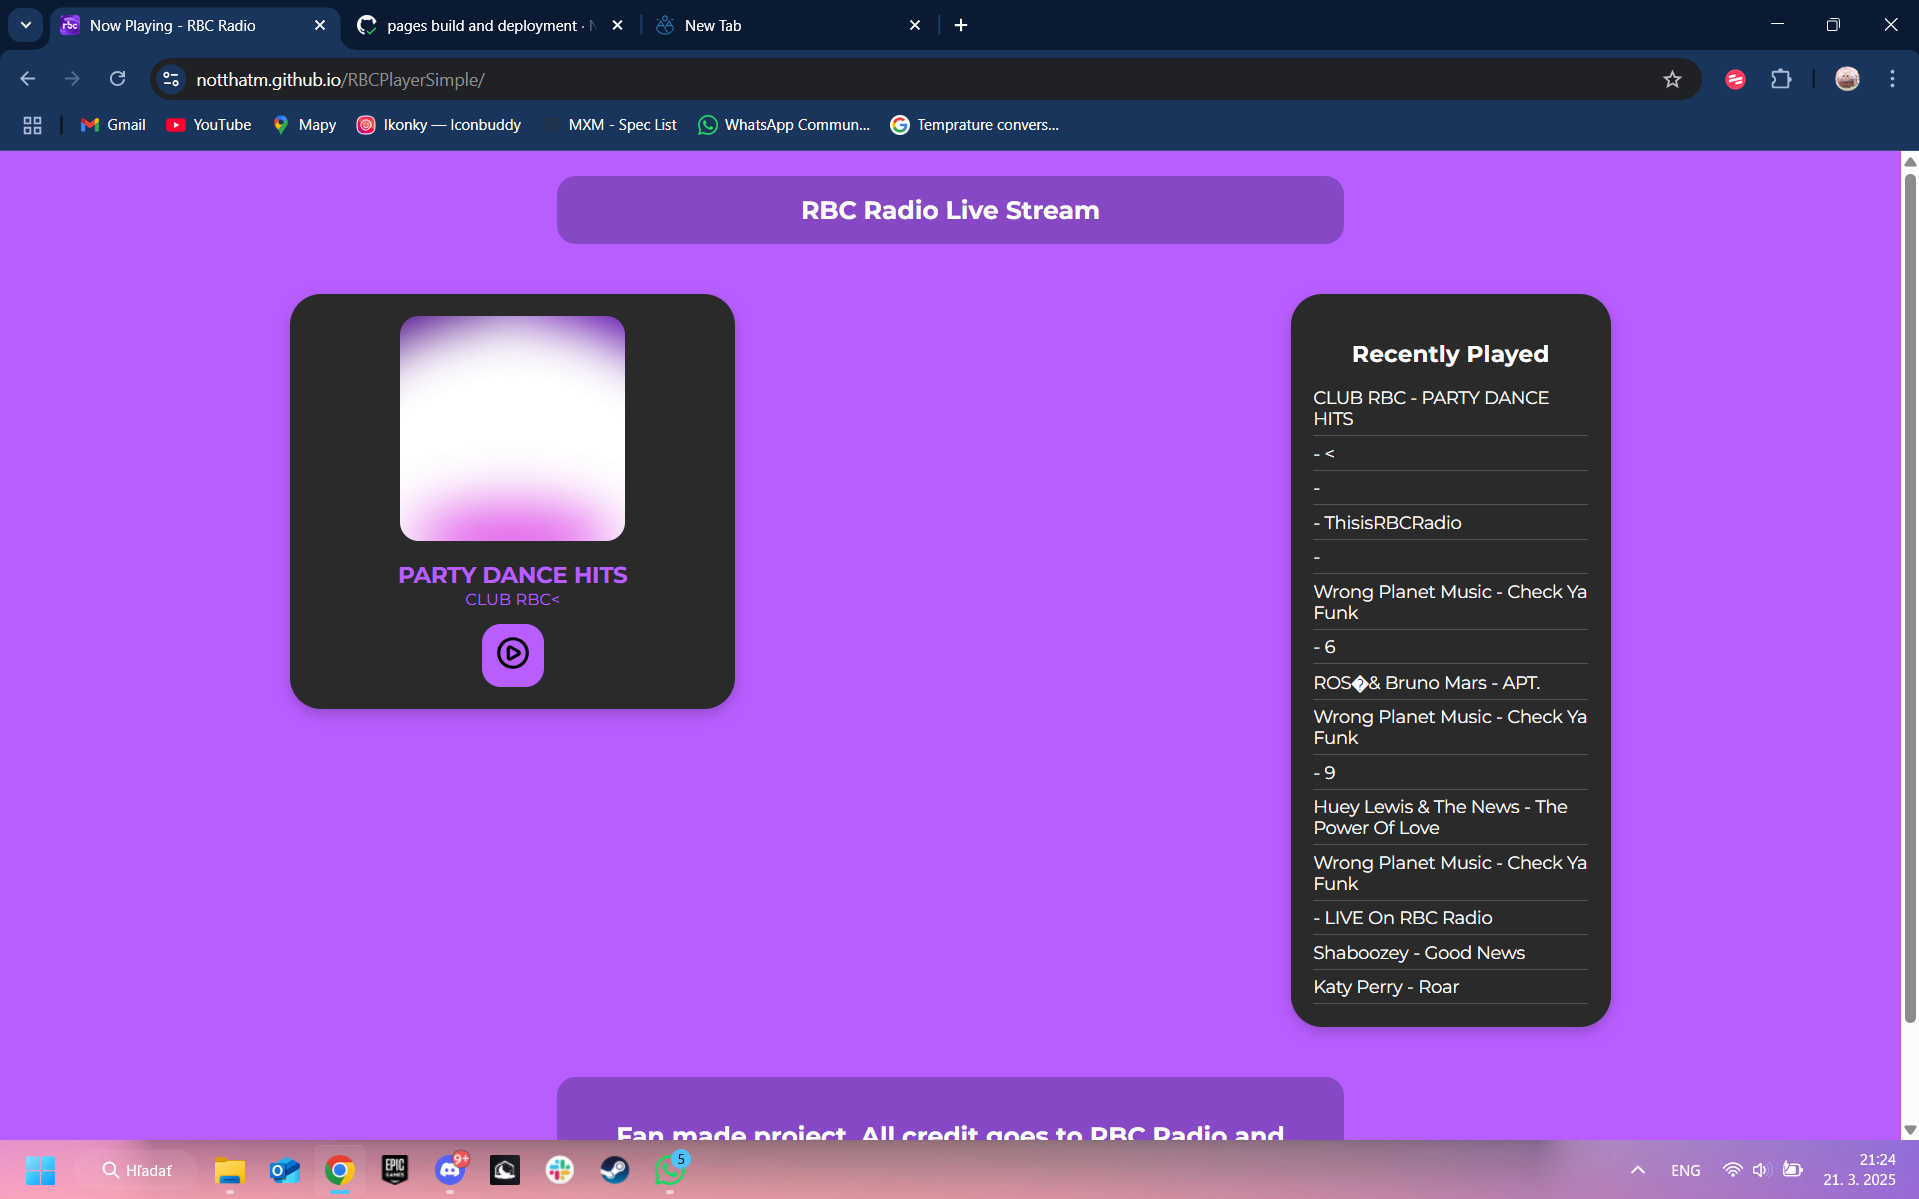 rbc
Now Playing - RBC Radio
pages build and deployment ·
New Tab
notthatm.github.io/RBCPlayerSimple/
Gmail
YouTube
Mapy
Ikonky — Iconbuddy
MXM - Spec List
WhatsApp Commun...
Temprature convers...
RBC Radio Live Stream
PARTY DANCE HITS
CLUB RBC<
Recently Played
CLUB RBC - PARTY DANCE
HITS
- <
-
- ThisisRBCRadio
-
Wrong Planet Music - Check Ya
Funk
- 6
ROS�& Bruno Mars - APT.
Wrong Planet Music - Check Ya
Funk
- 9
Huey Lewis & The News - The
Power Of Love
Wrong Planet Music - Check Ya
Funk
- LIVE On RBC Radio
Shaboozey - Good News
Katy Perry - Roar
Fan made project. All credit goes to RBC Radio and
Hľadať
EPIC
GAMES
9+
5
ENG
21:24
21. 3. 2025